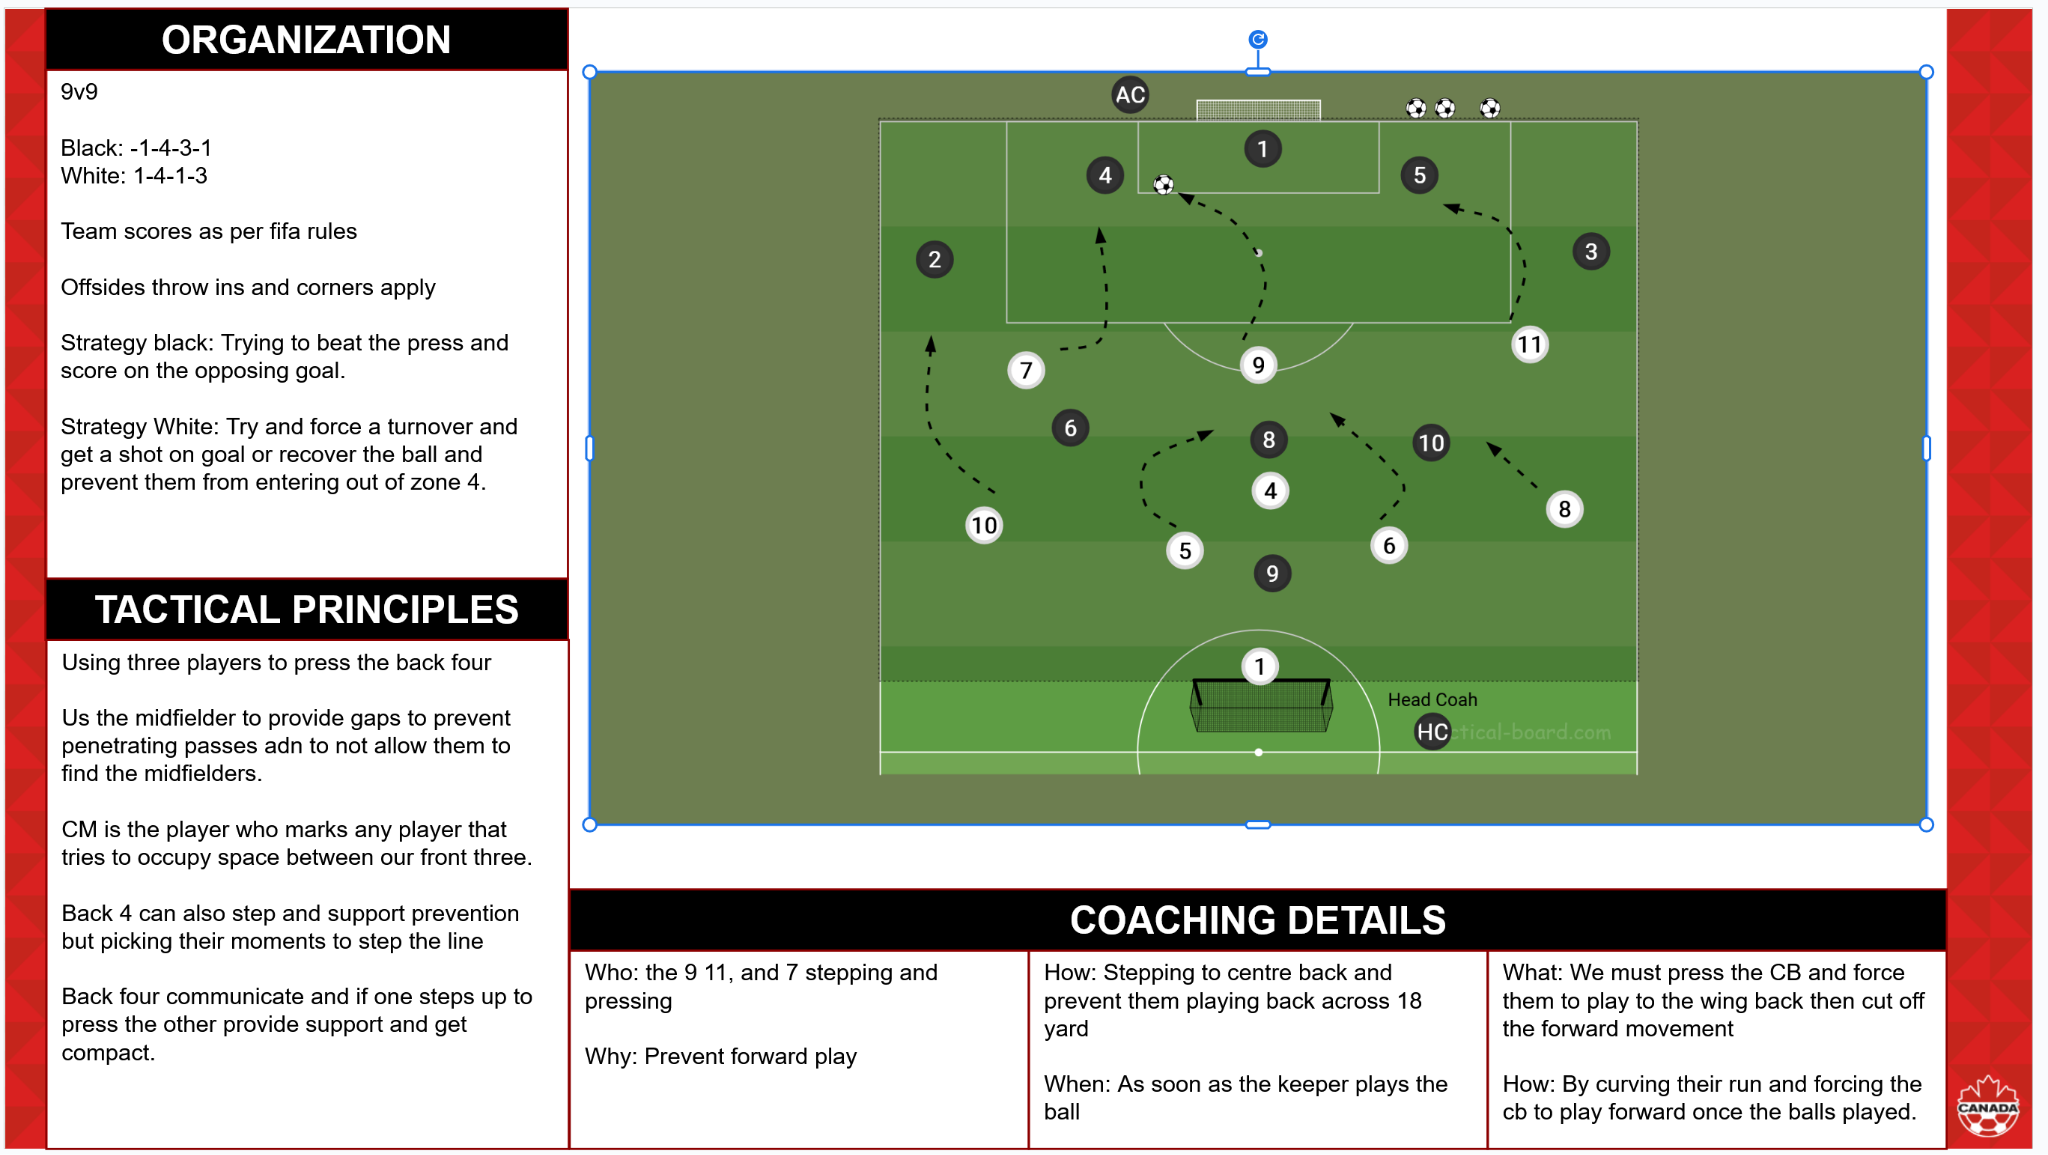 ORGANIZATION
9v9
Black: -1-4-3-1
White: 1-4-1-3
Team scores as per fifa rules
Offsides throw ins and corners apply
Strategy black: Trying to beat the press and
score on the opposing goal.
Strategy White: Try and force a turnover and
get a shot on goal or recover the ball and
prevent them from entering out of zone 4.
TACTICAL PRINCIPLES
Using three players to press the back four
Us the midfielder to provide gaps to prevent
penetrating passes adn to not allow them to
find the midfielders.
CM is the player who marks any player that
tries to occupy space between our front three.
Back 4 can also step and support prevention
but picking their moments to step the line
Back four communicate and if one steps up to
press the other provide support and get
compact.
AC
1
4
5
2
3
11
7
9
6
8
10
4
10
8
5
6
9
1
Head Coah
HC
ctical-board.com
COACHING DETAILS
Who: the 9 11, and 7 stepping and
pressing
Why: Prevent forward play
How: Stepping to centre back and
prevent them playing back across 18
yard
When: As soon as the keeper plays the
ball
What: We must press the CB and force
them to play to the wing back then cut off
the forward movement
How: By curving their run and forcing the
cb to play forward once the balls played.
CANADA